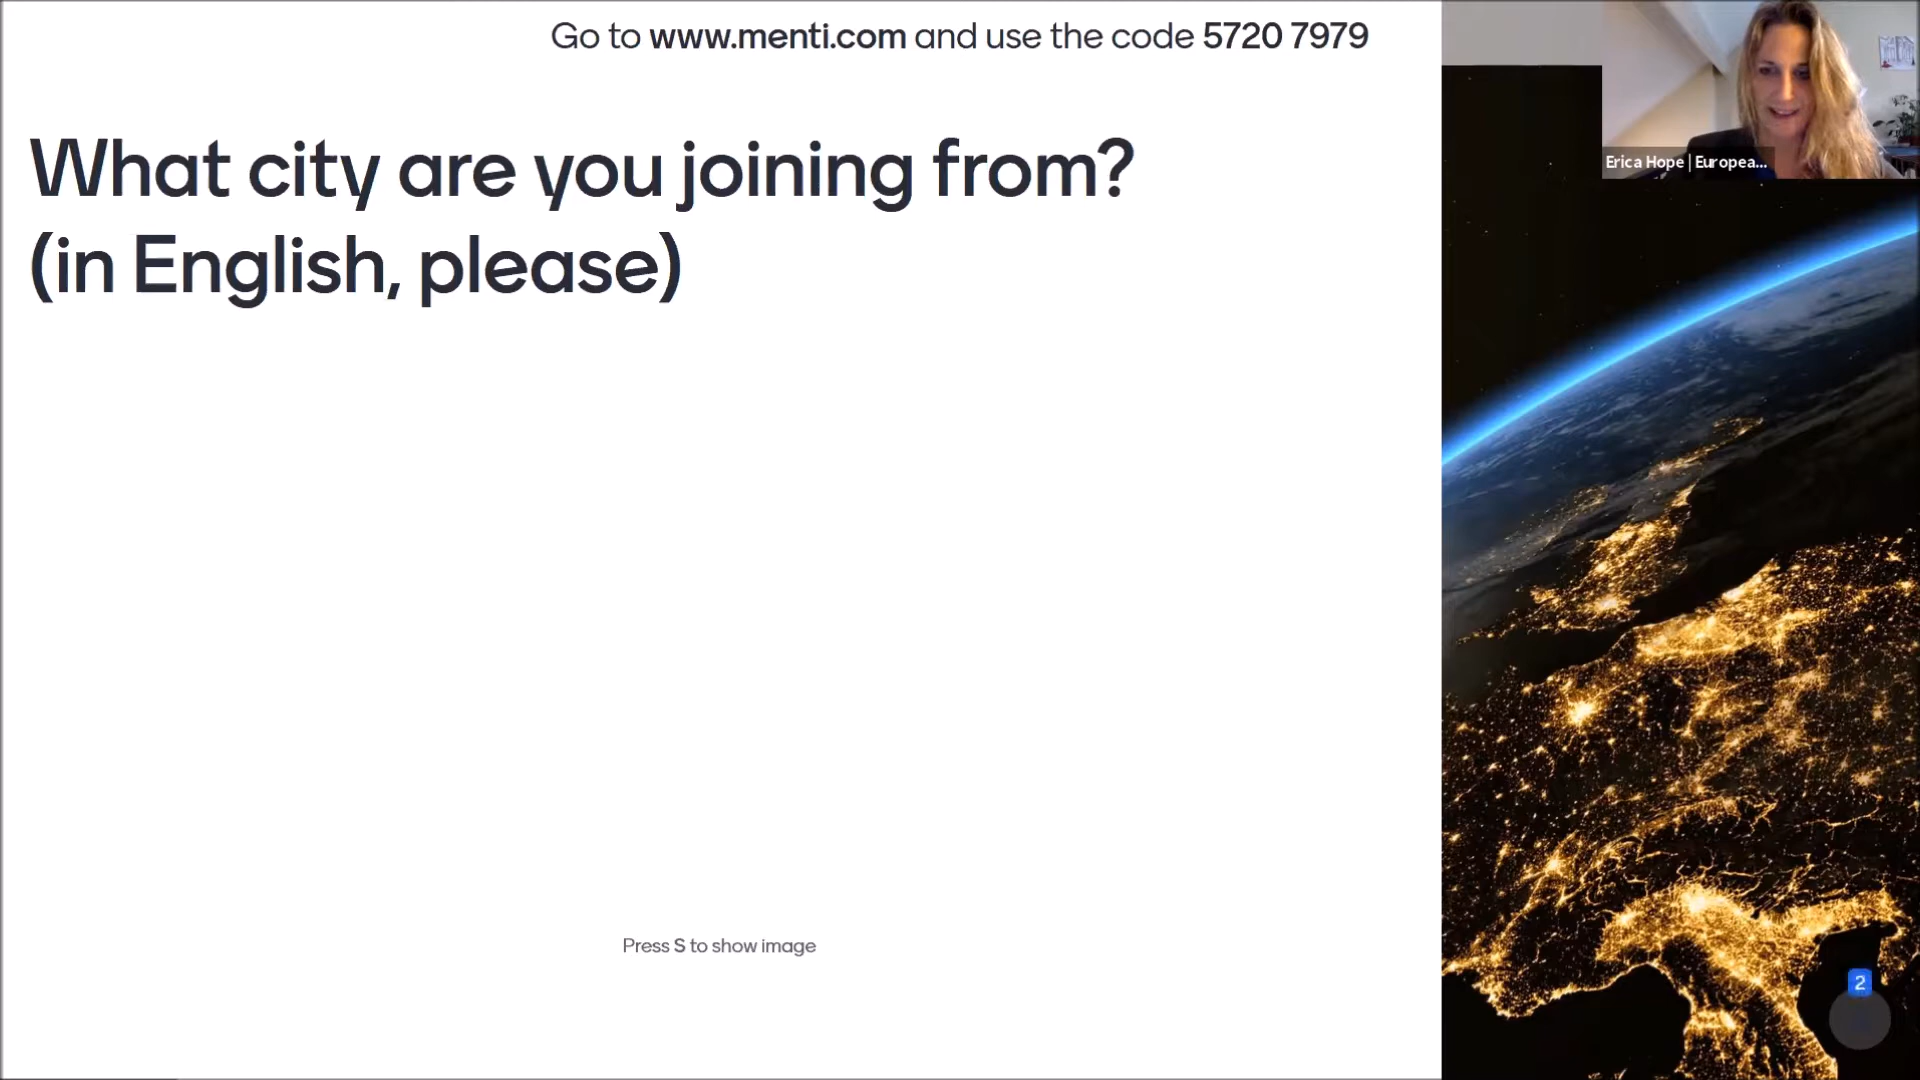 Go to www.menti.com and use the code 5720 7979
What city are you joining from?
(in English, please)
Erica Hope | Europea...
Press S to show image
2